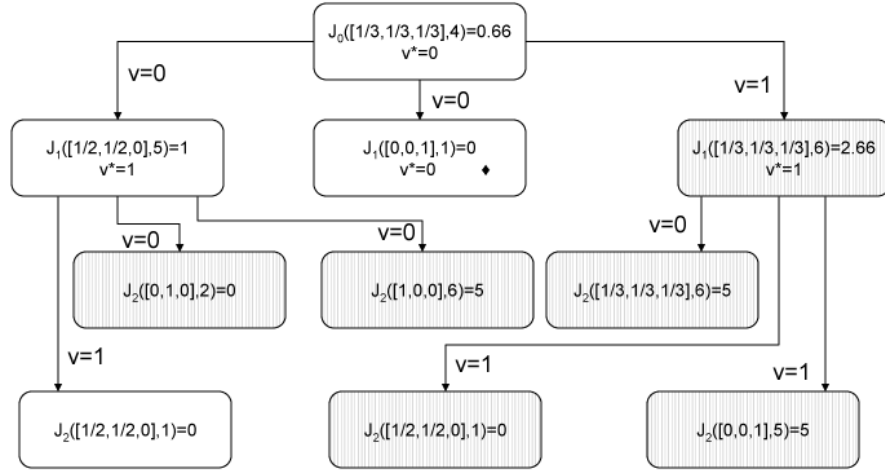 J₀([1/3,1/3,1/3],4)=0.66
v*=0
v=0
v=0
v=1
J₁([1/2,1/2,0],5)=1
v*=1
J₁([0,0,1],1)=0
v*=0 ♦
J₁([1/3,1/3,1/3],6)=2.66
v*=1
v=0
v=0
v=0
J₂([0,1,0],2)=0
J₂([1,0,0],6)=5
J₂([1/3,1/3,1/3],6)=5
v=1
v=1
v=1
J₂([1/2,1/2,0],1)=0
J₂([1/2,1/2,0],1)=0
J₂([0,0,1],5)=5